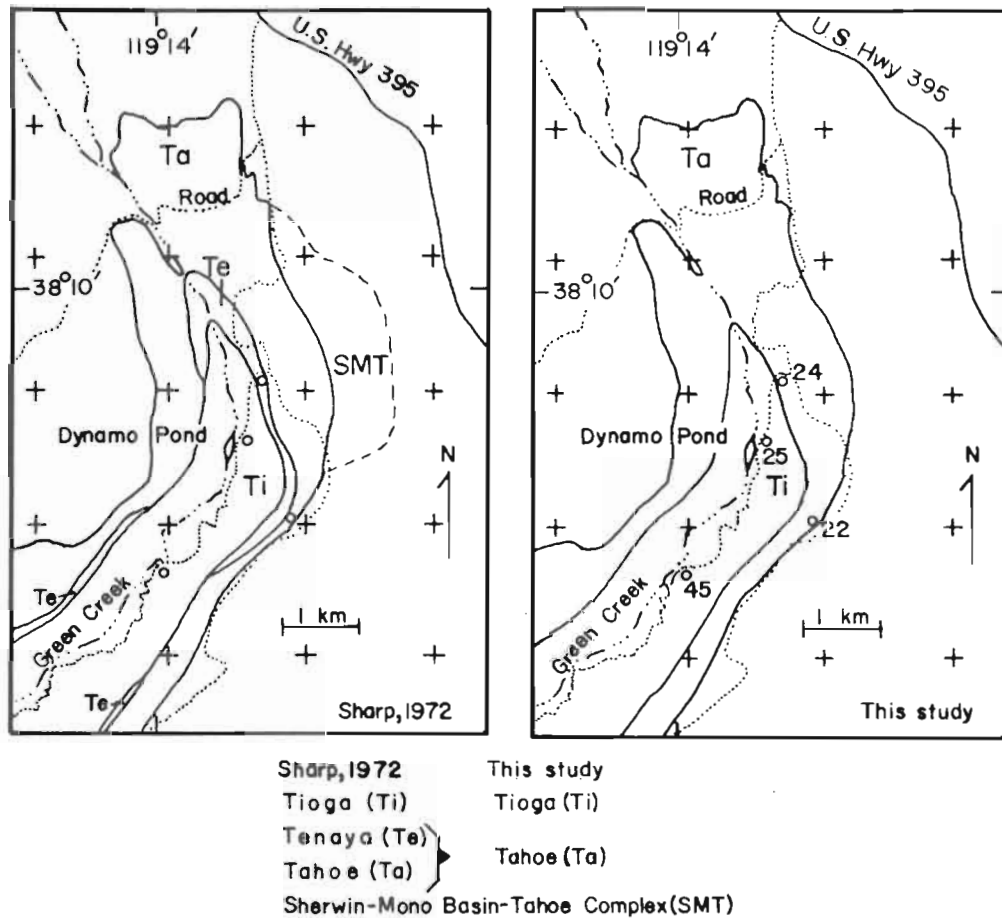 119°14'
U.S. Hwy 395
Ta
Road
Te
38°10'
SMT
Dynamo Pond
N
Ti
Te
Green Creek
1 km
Te
Sharp, 1972
119°14'
U.S. Hwy 395
Ta
Road
38°10'
24
Dynamo Pond
25
N
Ti
22
45
Green Creek
1 km
This study
Sharp, 1972 This study
Tioga (Ti) Tioga (Ti)
Tenaya (Te)
Tahoe (Ta)
Tahoe (Ta)
Sherwin-Mono Basin-Tahoe Complex (SMT)